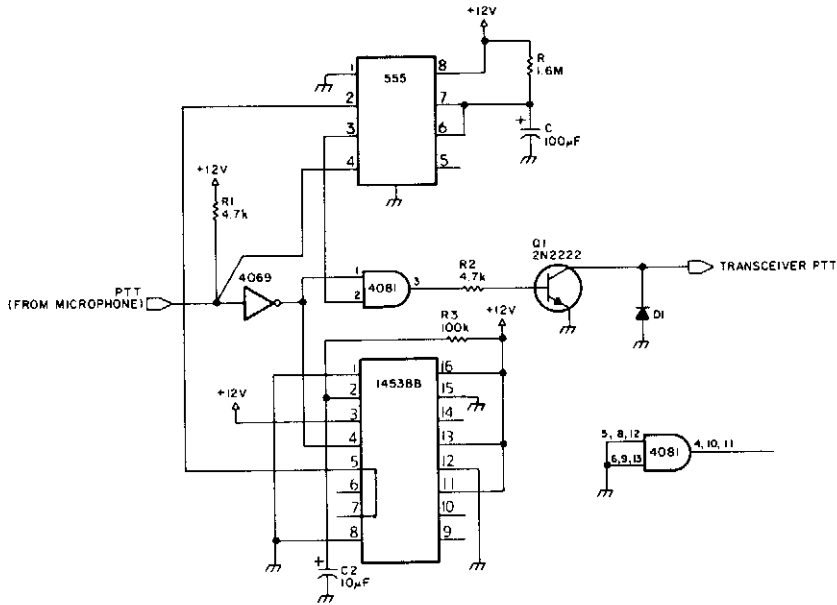 +12V
+12V
555
1
2
3
4
8
7
6
5
R
1.6M
+
C
100µF
R1
4.7k
4069
PTT
(FROM MICROPHONE)
1
2
4081
3
R2
4.7k
Q1
2N2222
TRANSCEIVER PTT
D1
R3
100k
+12V
+12V
14538B
1
2
3
4
5
6
7
8
16
15
14
13
12
11
10
9
+
C2
10µF
5, 8, 12
6,9,13
4081
4, 10, 11